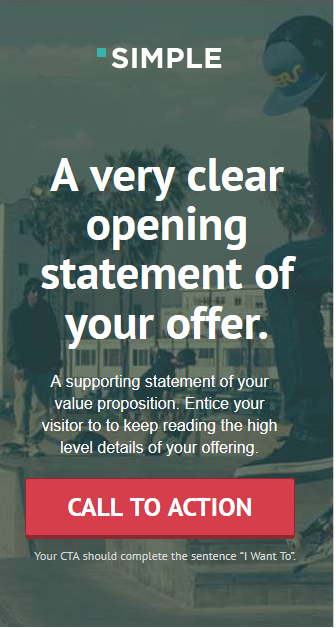 SIMPLE
A very clear
opening
statement of
your offer.
A supporting statement of your
value proposition. Entice your
visitor to to keep reading the high
level details of your offering.
CALL TO ACTION
Your CTA should complete the sentence “I Want To”.